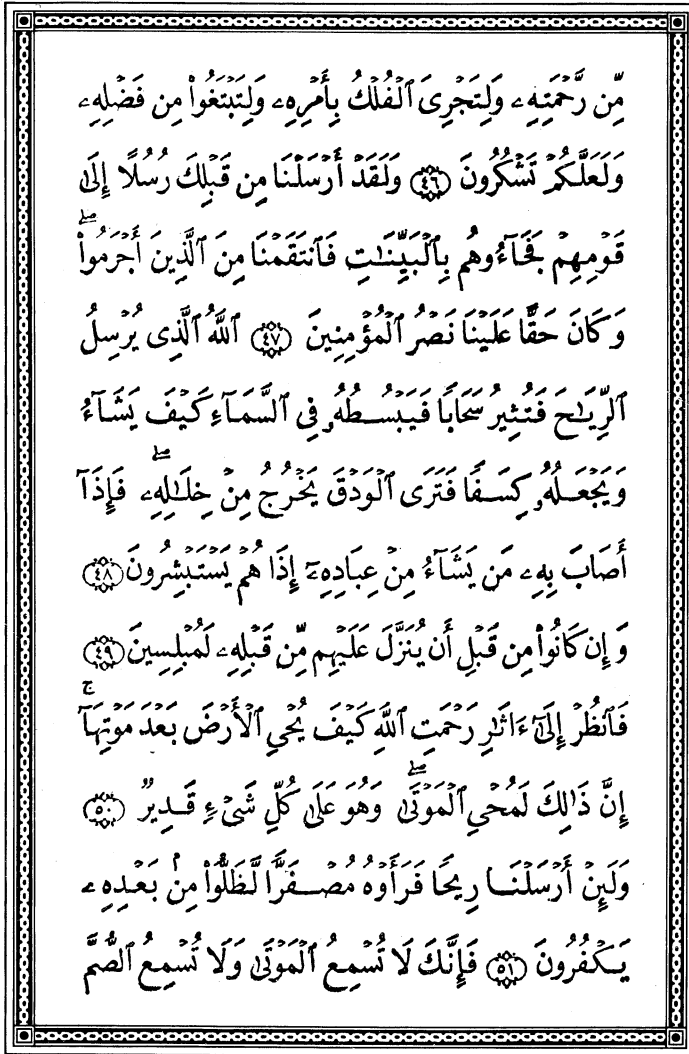 مِّن رَّحْمَتِهِۦ وَلِتَجْرِىَ ٱلْفُلْكُ بِأَمْرِهِۦ وَلِتَبْتَغُوا۟ مِن فَضْلِهِۦ
وَلَعَلَّكُمْ تَشْكُرُونَ ﴿٤٦﴾ وَلَقَدْ أَرْسَلْنَا مِن قَبْلِكَ رُسُلًا إِلَىٰ
قَوْمِهِمْ فَجَآءُوهُم بِٱلْبَيِّنَـٰتِ فَٱنتَقَمْنَا مِنَ ٱلَّذِينَ أَجْرَمُوا۟ ۖ
وَكَانَ حَقًّا عَلَيْنَا نَصْرُ ٱلْمُؤْمِنِينَ ﴿٤٧﴾ ٱللَّهُ ٱلَّذِى يُرْسِلُ
ٱلرِّيَـٰحَ فَتُثِيرُ سَحَابًا فَيَبْسُطُهُۥ فِى ٱلسَّمَآءِ كَيْفَ يَشَآءُ
وَيَجْعَلُهُۥ كِسَفًا فَتَرَى ٱلْوَدْقَ يَخْرُجُ مِنْ خِلَـٰلِهِۦ ۖ فَإِذَآ
أَصَابَ بِهِۦ مَن يَشَآءُ مِنْ عِبَادِهِۦٓ إِذَا هُمْ يَسْتَبْشِرُونَ ﴿٤٨﴾
وَإِن كَانُوا۟ مِن قَبْلِ أَن يُنَزَّلَ عَلَيْهِم مِّن قَبْلِهِۦ لَمُبْلِسِينَ ﴿٤٩﴾
فَٱنظُرْ إِلَىٰٓ ءَاثَـٰرِ رَحْمَتِ ٱللَّهِ كَيْفَ يُحْىِ ٱلْأَرْضَ بَعْدَ مَوْتِهَآ ۚ
إِنَّ ذَٰلِكَ لَمُحْىِ ٱلْمَوْتَىٰ ۖ وَهُوَ عَلَىٰ كُلِّ شَىْءٍ قَدِيرٌ ﴿٥٠﴾
وَلَئِنْ أَرْسَلْنَا رِيحًا فَرَأَوْهُ مُصْفَرًّا لَّظَلُّوا۟ مِنۢ بَعْدِهِۦ
يَكْفُرُونَ ﴿٥١﴾ فَإِنَّكَ لَا تُسْمِعُ ٱلْمَوْتَىٰ وَلَا تُسْمِعُ ٱلصُّمَّ